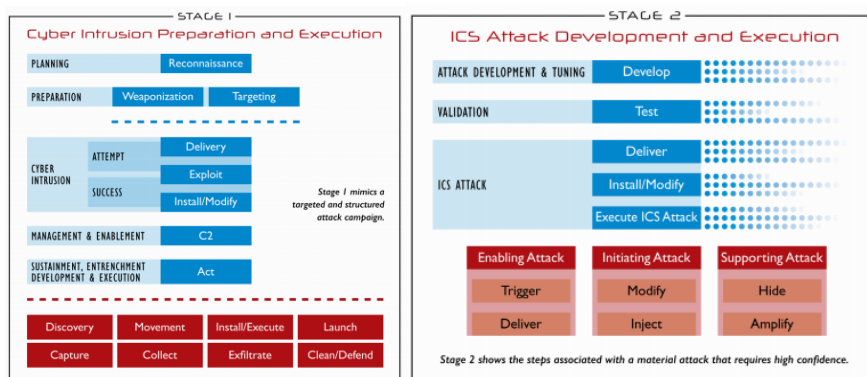 STAGE 1
Cyber Intrusion Preparation and Execution
PLANNING
Reconnaissance
PREPARATION
Weaponization
Targeting
CYBER
INTRUSION
ATTEMPT
SUCCESS
Delivery
Exploit
Install/Modify
Stage 1 mimics a
targeted and structured
attack campaign.
MANAGEMENT & ENABLEMENT
C2
SUSTAINMENT, ENTRENCHMENT
DEVELOPMENT & EXECUTION
Act
Discovery
Movement
Install/Execute
Launch
Capture
Collect
Exfiltrate
Clean/Defend
STAGE 2
ICS Attack Development and Execution
ATTACK DEVELOPMENT & TUNING
Develop
VALIDATION
Test
ICS ATTACK
Deliver
Install/Modify
Execute ICS Attack
Enabling Attack
Initiating Attack
Supporting Attack
Trigger
Modify
Hide
Deliver
Inject
Amplify
Stage 2 shows the steps associated with a material attack that requires high confidence.